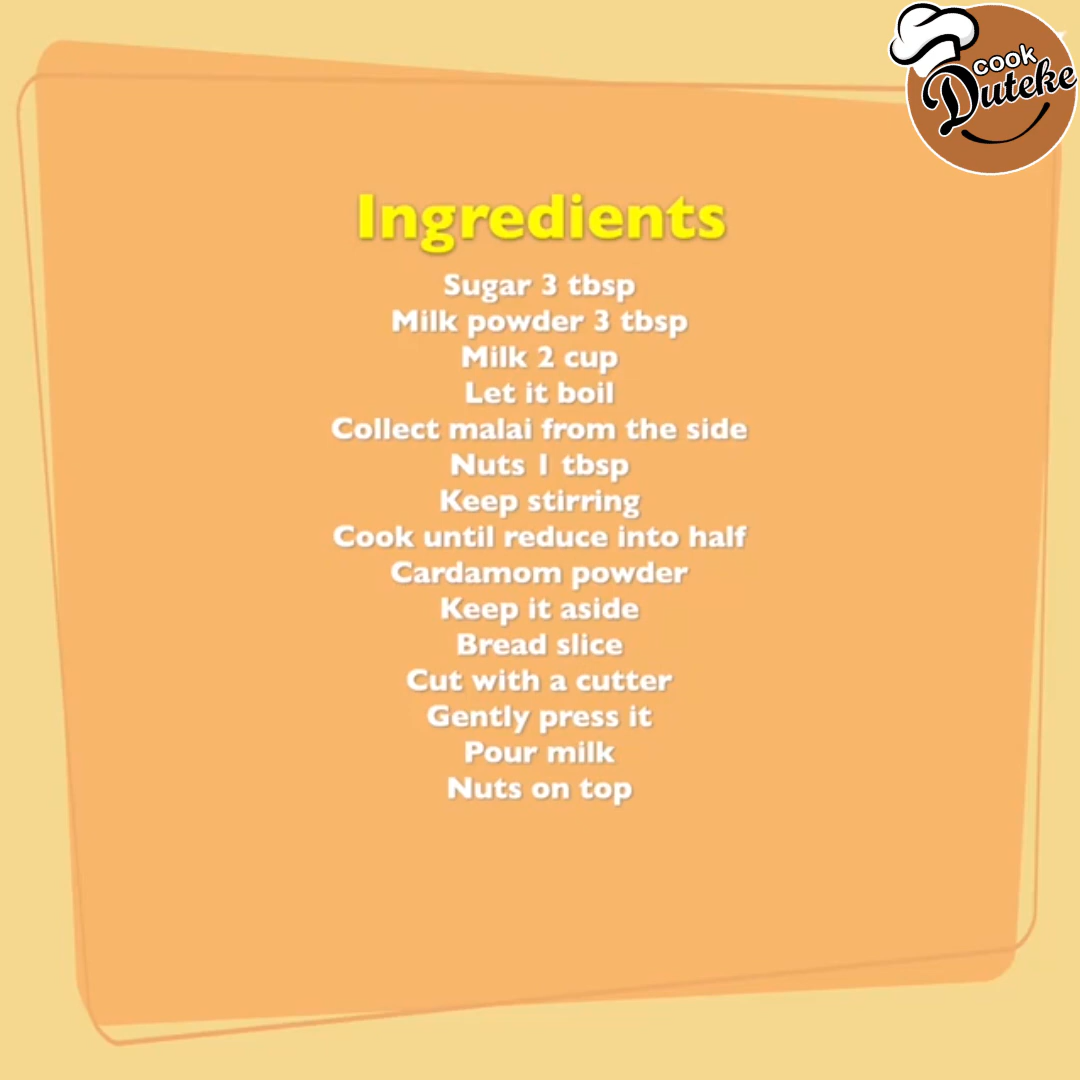 cook
Duteke
Ingredients
Sugar 3 tbsp
Milk powder 3 tbsp
Milk 2 cup
Let it boil
Collect malai from the side
Nuts 1 tbsp
Keep stirring
Cook until reduce into half
Cardamom powder
Keep it aside
Bread slice
Cut with a cutter
Gently press it
Pour milk
Nuts on top